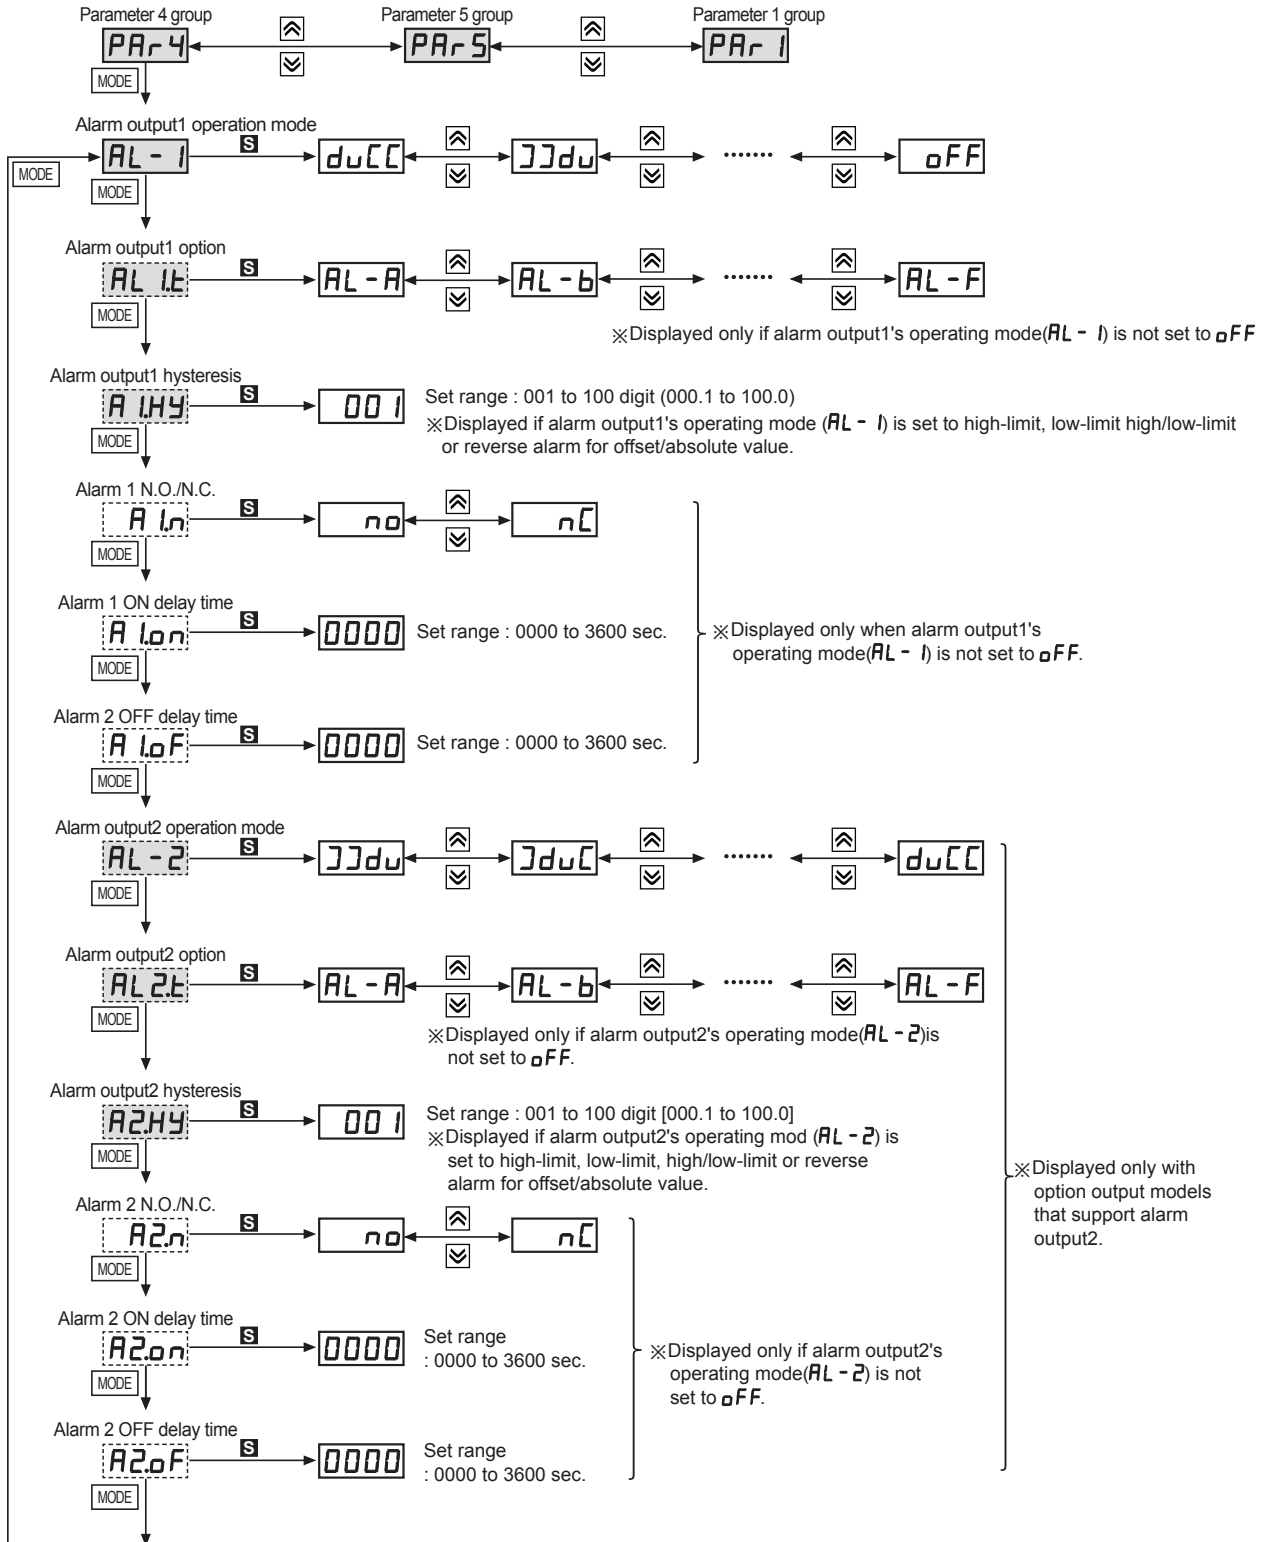 Parameter 4 group
Parameter 5 group
Parameter 1 group
PAr4
PAr5
PAr1
MODE
Alarm output1 operation mode
MODE
AL-1
S
duCC
]]du
·······
oFF
MODE
Alarm output1 option
AL1.t
S
AL-A
AL-b
·······
AL-F
MODE
※Displayed only if alarm output1's operating mode(AL-1) is not set to oFF
Alarm output1 hysteresis
A1.HY
S
001
Set range : 001 to 100 digit (000.1 to 100.0)
※Displayed if alarm output1's operating mode (AL-1) is set to high-limit, low-limit high/low-limit
or reverse alarm for offset/absolute value.
MODE
Alarm 1 N.O./N.C.
A1.n
S
no
nC
MODE
Alarm 1 ON delay time
A1.on
S
0000
Set range : 0000 to 3600 sec.
※Displayed only when alarm output1's
operating mode(AL-1) is not set to oFF.
MODE
Alarm 2 OFF delay time
A1.oF
S
0000
Set range : 0000 to 3600 sec.
MODE
Alarm output2 operation mode
AL-2
S
]]du
]duC
·······
duCC
MODE
Alarm output2 option
AL2.t
S
AL-A
AL-b
·······
AL-F
MODE
※Displayed only if alarm output2's operating mode(AL-2)is
not set to oFF.
Alarm output2 hysteresis
A2.HY
S
001
Set range : 001 to 100 digit [000.1 to 100.0]
※Displayed if alarm output2's operating mod (AL-2) is
set to high-limit, low-limit, high/low-limit or reverse
alarm for offset/absolute value.
MODE
※Displayed only with
option output models
that support alarm
output2.
Alarm 2 N.O./N.C.
A2.n
S
no
nC
MODE
Alarm 2 ON delay time
A2.on
S
0000
Set range
: 0000 to 3600 sec.
※Displayed only if alarm output2's
operating mode(AL-2) is not
set to oFF.
MODE
Alarm 2 OFF delay time
A2.oF
S
0000
Set range
: 0000 to 3600 sec.
MODE